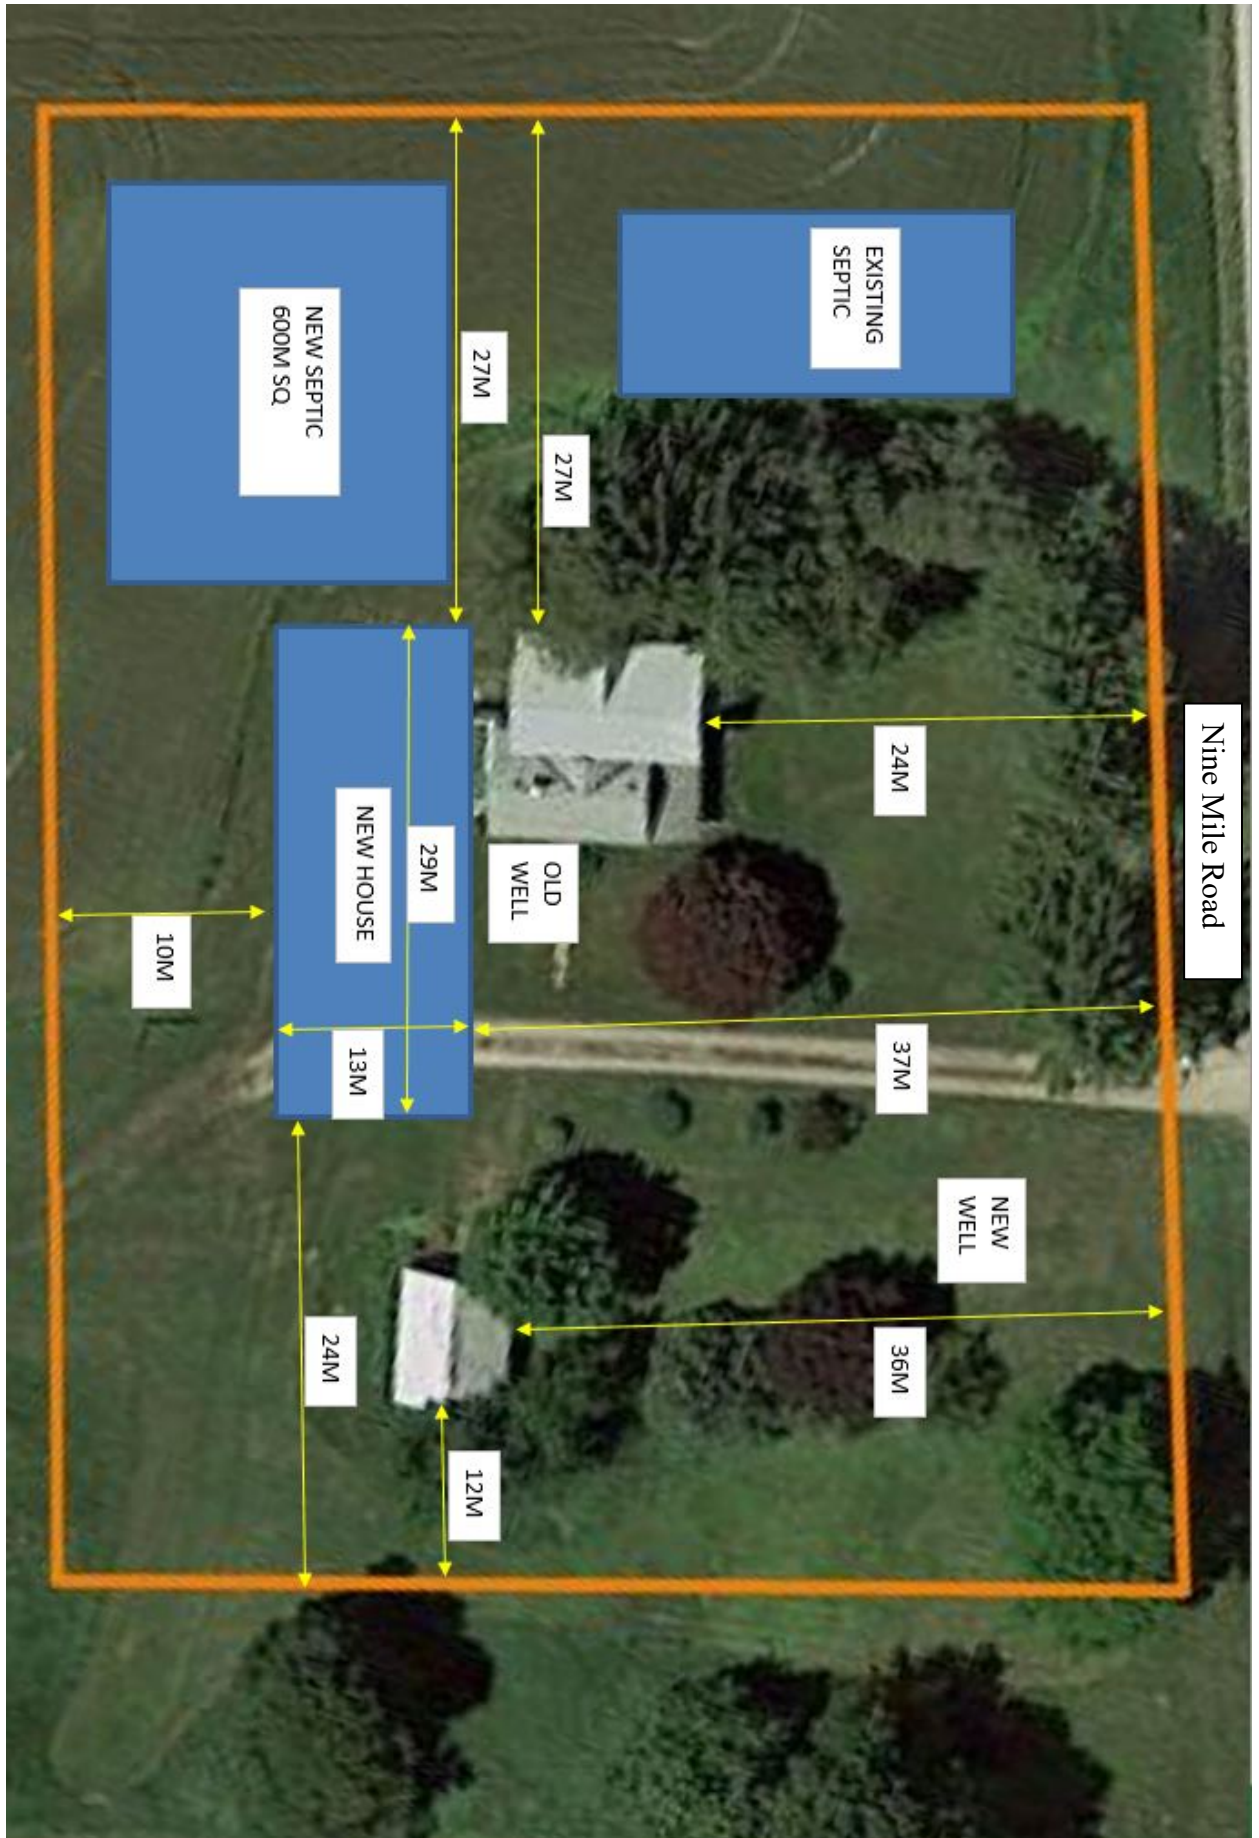 Nine Mile Road
NEW
WELL
EXISTING
SEPTIC
24M
37M
36M
27M
OLD
WELL
27M
12M
29M
NEW HOUSE
13M
24M
NEW SEPTIC
600M SQ
10M